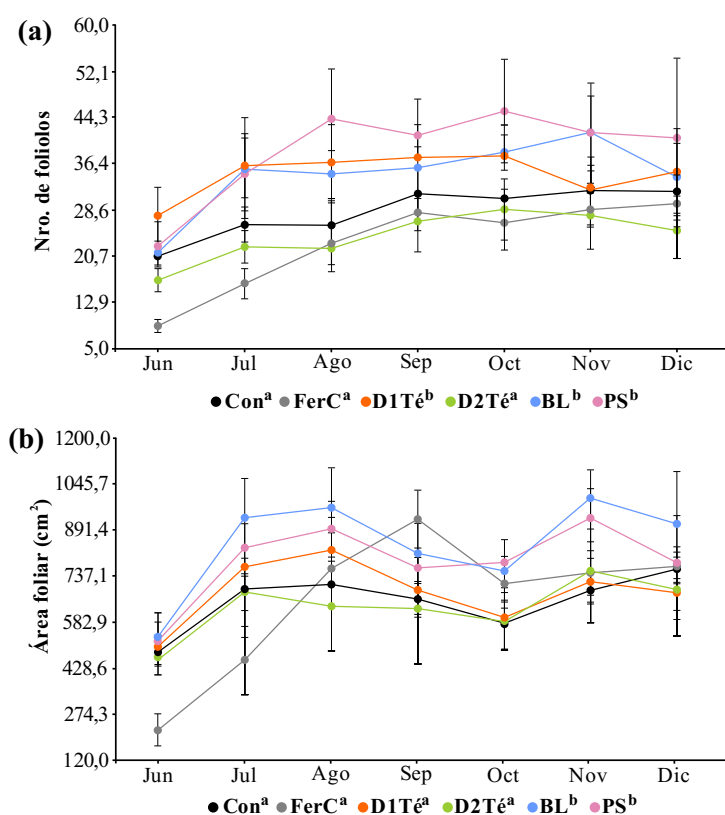 (a)
Nro. de foliolos
60,0
52,1
44,3
36,4
28,6
20,7
12,9
5,0
Jun Jul Ago Sep Oct Nov Dic
Conᵃ FerCᵃ D1Téᵇ D2Téᵃ BLᵇ PSᵇ
(b)
Área foliar (cm²)
1200,0
1045,7
891,4
737,1
582,9
428,6
274,3
120,0
Jun Jul Ago Sep Oct Nov Dic
Conᵃ FerCᵃ D1Téᵃ D2Téᵃ BLᵇ PSᵇ